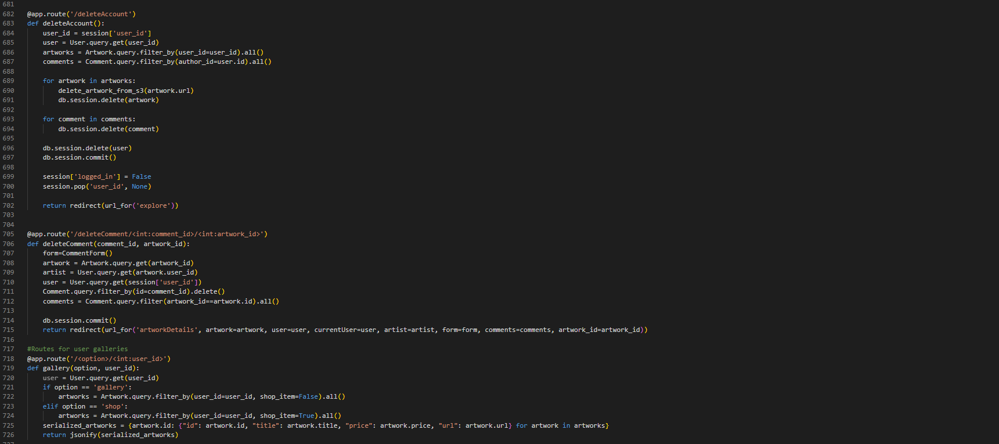 681
682 @app.route('/deleteAccount')
683 def deleteAccount():
684     user_id = session['user_id']
685     user = User.query.get(user_id)
686     artworks = Artwork.query.filter_by(user_id=user_id).all()
687     comments = Comment.query.filter_by(author_id=user.id).all()
688
689     for artwork in artworks:
690         delete_artwork_from_s3(artwork.url)
691         db.session.delete(artwork)
692
693     for comment in comments:
694         db.session.delete(comment)
695
696     db.session.delete(user)
697     db.session.commit()
698
699     session['logged_in'] = False
700     session.pop('user_id', None)
701
702     return redirect(url_for('explore'))
703
704
705 @app.route('/deleteComment/<int:comment_id>/<int:artwork_id>')
706 def deleteComment(comment_id, artwork_id):
707     form=CommentForm()
708     artwork = Artwork.query.get(artwork_id)
709     artist = User.query.get(artwork.user_id)
710     user = User.query.get(session['user_id'])
711     Comment.query.filter_by(id=comment_id).delete()
712     comments = Comment.query.filter(artwork_id==artwork.id).all()
713
714     db.session.commit()
715     return redirect(url_for('artworkDetails', artwork=artwork, user=user, currentUser=user, artist=artist, form=form, comments=comments, artwork_id=artwork_id))
716
717 #Routes for user galleries
718 @app.route('/<option>/<int:user_id>')
719 def gallery(option, user_id):
720     user = User.query.get(user_id)
721     if option == 'gallery':
722         artworks = Artwork.query.filter_by(user_id=user_id, shop_item=False).all()
723     elif option == 'shop':
724         artworks = Artwork.query.filter_by(user_id=user_id, shop_item=True).all()
725     serialized_artworks = {artwork.id: {"id": artwork.id, "title": artwork.title, "price": artwork.price, "url": artwork.url} for artwork in artworks}
726     return jsonify(serialized_artworks)